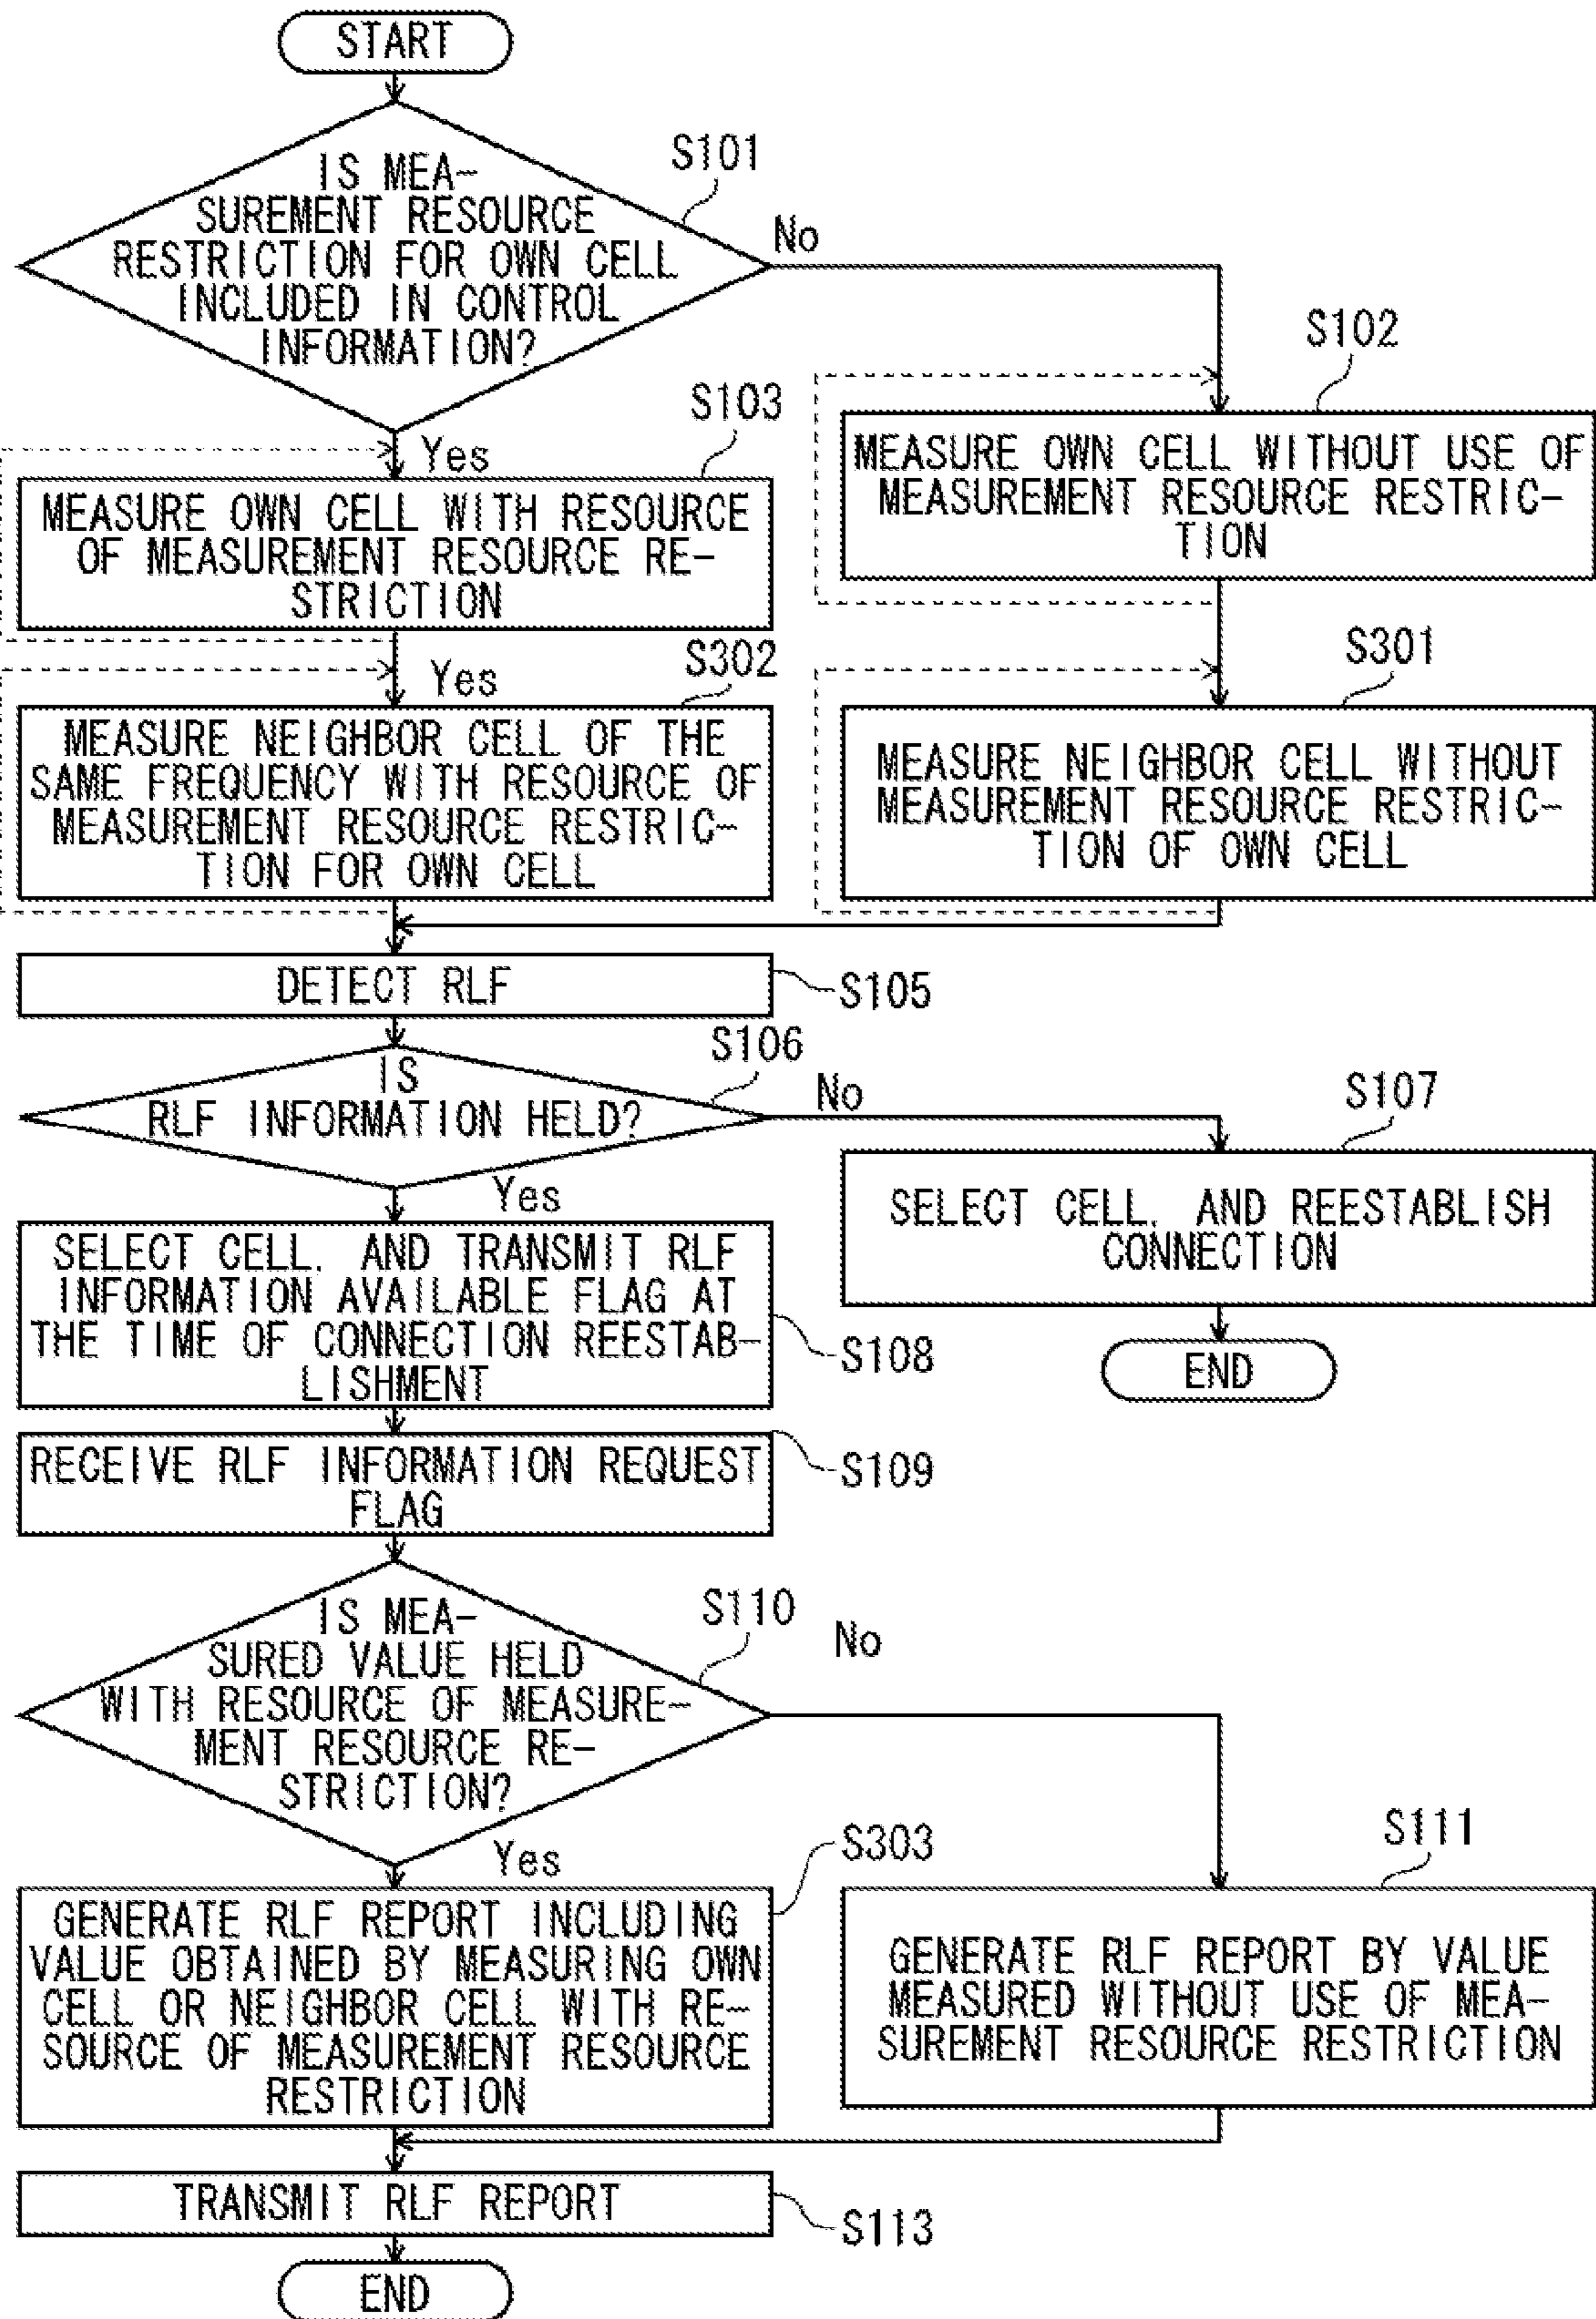 START
IS MEA-
SUREMENT RESOURCE
RESTRICTION FOR OWN CELL
INCLUDED IN CONTROL
INFORMATION?
S101
No
Yes
S103
MEASURE OWN CELL WITH RESOURCE
OF MEASUREMENT RESOURCE RE-
STRICTION
S102
MEASURE OWN CELL WITHOUT USE OF
MEASUREMENT RESOURCE RESTRIC-
TION
Yes
S302
MEASURE NEIGHBOR CELL OF THE
SAME FREQUENCY WITH RESOURCE OF
MEASUREMENT RESOURCE RESTRIC-
TION FOR OWN CELL
S301
MEASURE NEIGHBOR CELL WITHOUT
MEASUREMENT RESOURCE RESTRIC-
TION OF OWN CELL
DETECT RLF
S105
IS
RLF INFORMATION HELD?
S106
No
Yes
S107
SELECT CELL, AND REESTABLISH
CONNECTION
END
SELECT CELL, AND TRANSMIT RLF
INFORMATION AVAILABLE FLAG AT
THE TIME OF CONNECTION REESTAB-
LISHMENT
S108
RECEIVE RLF INFORMATION REQUEST
FLAG
S109
IS MEA-
SURED VALUE HELD
WITH RESOURCE OF MEASURE-
MENT RESOURCE RE-
STRICTION?
S110
No
Yes
S303
GENERATE RLF REPORT INCLUDING
VALUE OBTAINED BY MEASURING OWN
CELL OR NEIGHBOR CELL WITH RE-
SOURCE OF MEASUREMENT RESOURCE
RESTRICTION
S111
GENERATE RLF REPORT BY VALUE
MEASURED WITHOUT USE OF MEA-
SUREMENT RESOURCE RESTRICTION
TRANSMIT RLF REPORT
S113
END